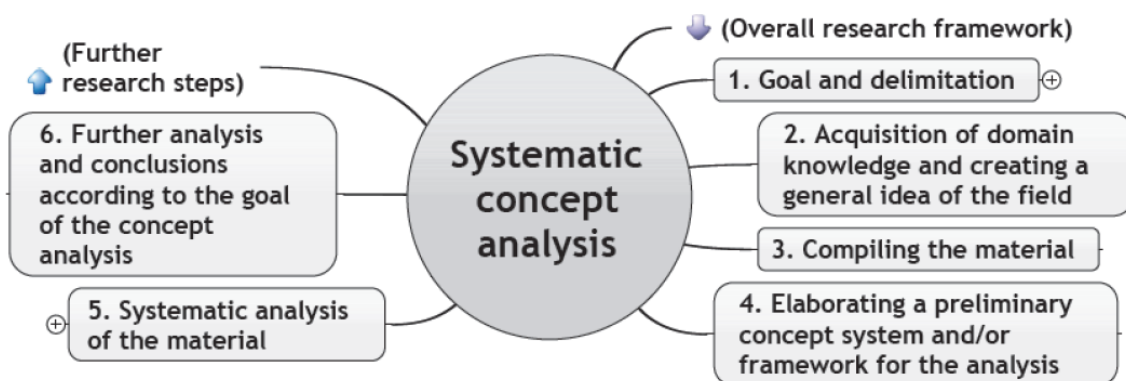 (Overall research framework)
1. Goal and delimitation
2. Acquisition of domain
knowledge and creating a
general idea of the field
3. Compiling the material
4. Elaborating a preliminary
concept system and/or
framework for the analysis
5. Systematic analysis
of the material
6. Further analysis
and conclusions
according to the goal
of the concept
analysis
(Further
research steps)
Systematic
concept
analysis